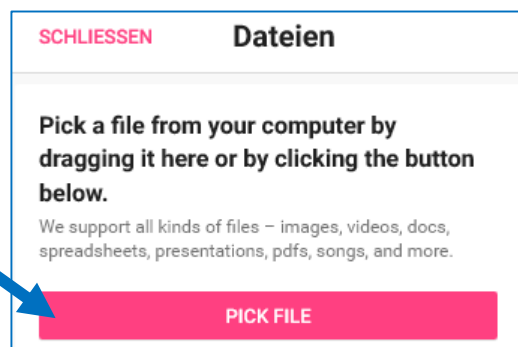 SCHLIESSEN Dateien
Pick a file from your computer by
dragging it here or by clicking the button
below.
We support all kinds of files – images, videos, docs,
spreadsheets, presentations, pdfs, songs, and more.
PICK FILE